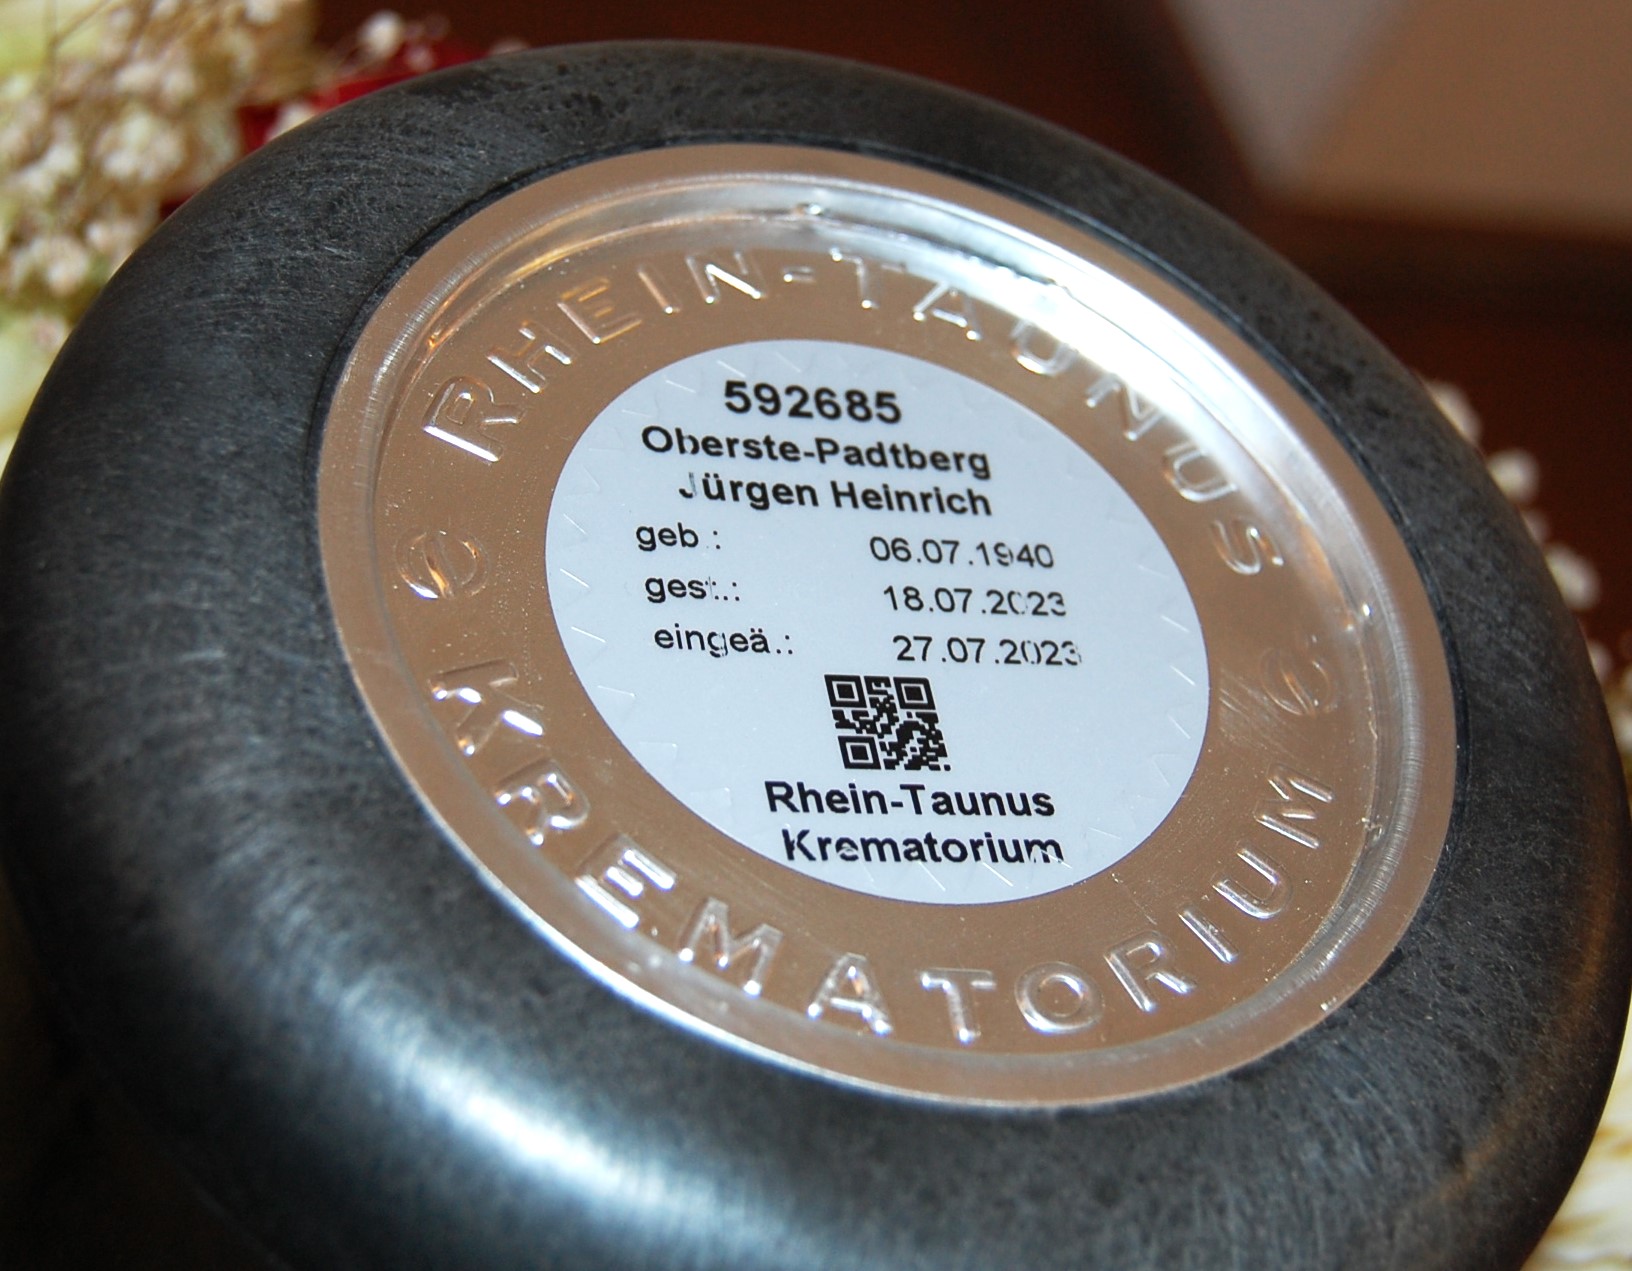 RHEIN-TAUNUS
592685
Oberste-Padtberg
Jürgen Heinrich
geb.: 06.07.1940
gest.: 18.07.2023
eingeä.: 27.07.2023
Rhein-Taunus
Krematorium
KREMATORIUM